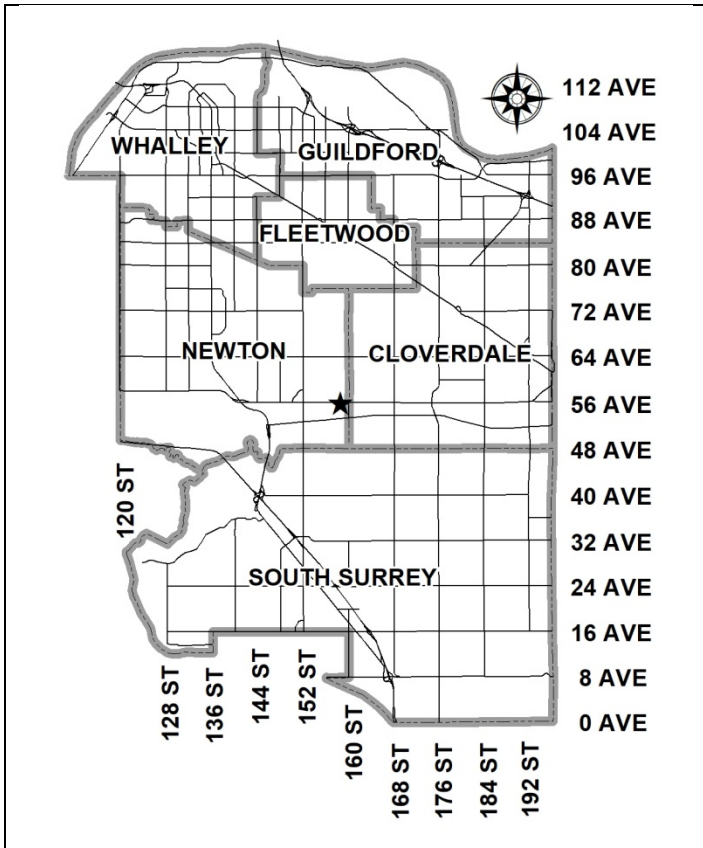 112 AVE
104 AVE
WHALLEY
GUILDFORD
96 AVE
88 AVE
FLEETWOOD
80 AVE
72 AVE
NEWTON
CLOVERDALE
64 AVE
56 AVE
48 AVE
120 ST
40 AVE
32 AVE
SOUTH SURREY
24 AVE
16 AVE
128 ST
136 ST
144 ST
152 ST
160 ST
8 AVE
0 AVE
168 ST
176 ST
184 ST
192 ST